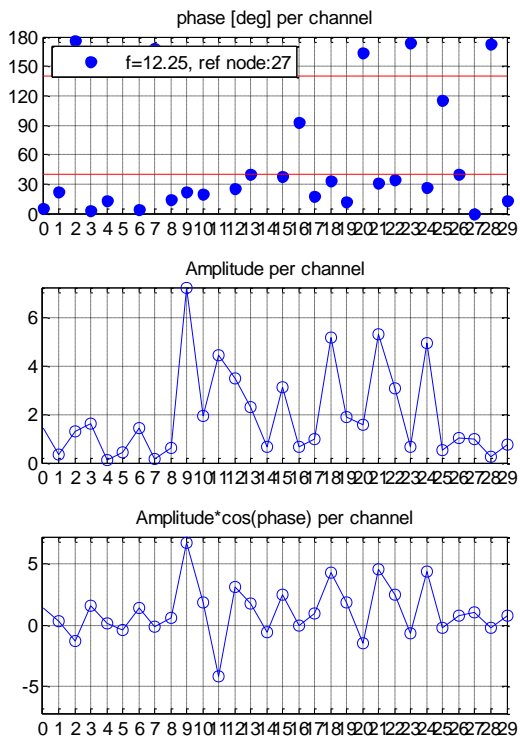 phase [deg] per channel
180
150
120
90
60
30
0
f=12.25, ref node:27
0 1 2 3 4 5 6 7 8 9 10 11 12 13 14 15 16 17 18 19 20 21 22 23 24 25 26 27 28 29
Amplitude per channel
6
4
2
0
0 1 2 3 4 5 6 7 8 9 10 11 12 13 14 15 16 17 18 19 20 21 22 23 24 25 26 27 28 29
Amplitude*cos(phase) per channel
5
0
-5
0 1 2 3 4 5 6 7 8 9 10 11 12 13 14 15 16 17 18 19 20 21 22 23 24 25 26 27 28 29